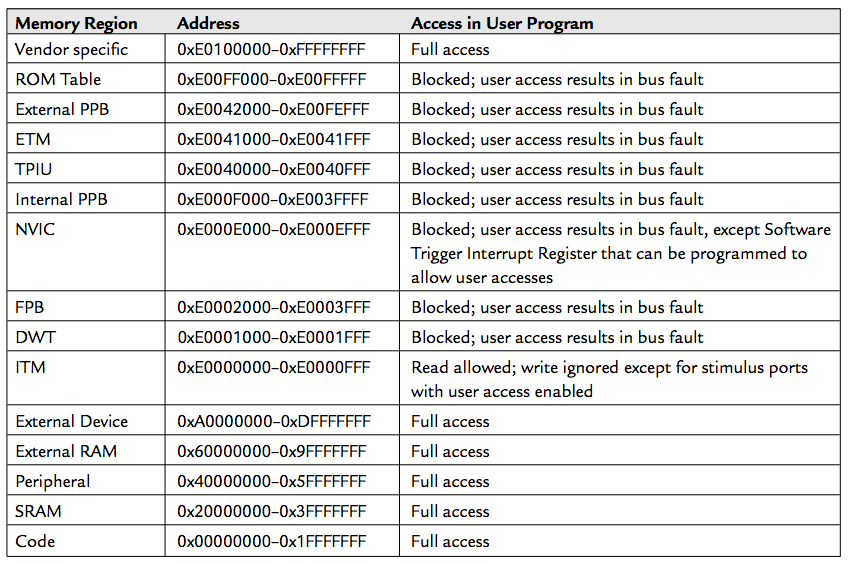 Memory Region Address Access in User Program
Vendor specific 0xE0100000–0xFFFFFFFF Full access
ROM Table 0xE00FF000–0xE00FFFFF Blocked; user access results in bus fault
External PPB 0xE0042000–0xE00FEFFF Blocked; user access results in bus fault
ETM 0xE0041000–0xE0041FFF Blocked; user access results in bus fault
TPIU 0xE0040000–0xE0040FFF Blocked; user access results in bus fault
Internal PPB 0xE000F000–0xE003FFFF Blocked; user access results in bus fault
NVIC 0xE000E000–0xE000EFFF Blocked; user access results in bus fault, except Software
Trigger Interrupt Register that can be programmed to
allow user accesses
FPB 0xE0002000–0xE0003FFF Blocked; user access results in bus fault
DWT 0xE0001000–0xE0001FFF Blocked; user access results in bus fault
ITM 0xE0000000–0xE0000FFF Read allowed; write ignored except for stimulus ports
with user access enabled
External Device 0xA0000000–0xDFFFFFFF Full access
External RAM 0x60000000–0x9FFFFFFF Full access
Peripheral 0x40000000–0x5FFFFFFF Full access
SRAM 0x20000000–0x3FFFFFFF Full access
Code 0x00000000–0x1FFFFFFF Full access